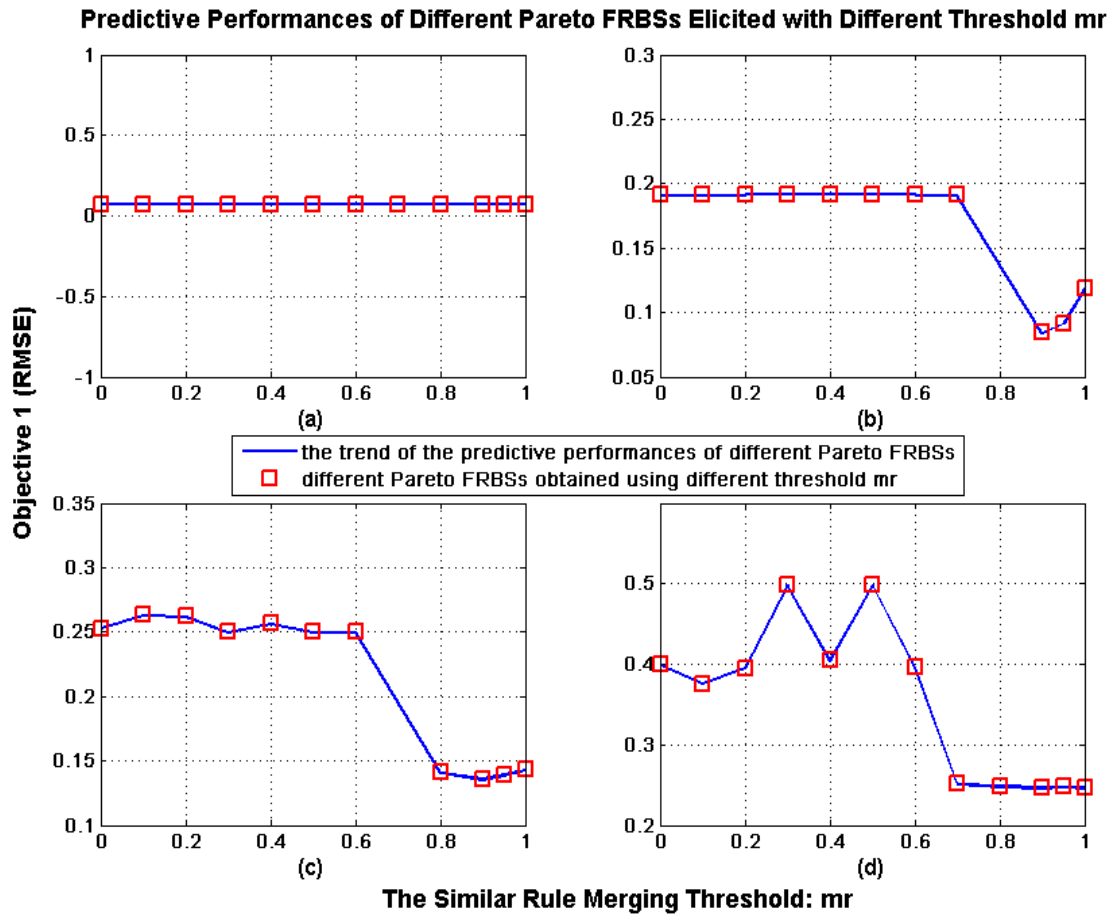 Predictive Performances of Different Pareto FRBSs Elicited with Different Threshold mr
Objective 1 (RMSE)
1
0.5
0
-0.5
-1
0 0.2 0.4 0.6 0.8 1
(a)
0.3
0.25
0.2
0.15
0.1
0.05
0 0.2 0.4 0.6 0.8 1
(b)
the trend of the predictive performances of different Pareto FRBSs
different Pareto FRBSs obtained using different threshold mr
0.35
0.3
0.25
0.2
0.15
0.1
0 0.2 0.4 0.6 0.8 1
(c)
0.5
0.4
0.3
0.2
0 0.2 0.4 0.6 0.8 1
(d)
The Similar Rule Merging Threshold: mr